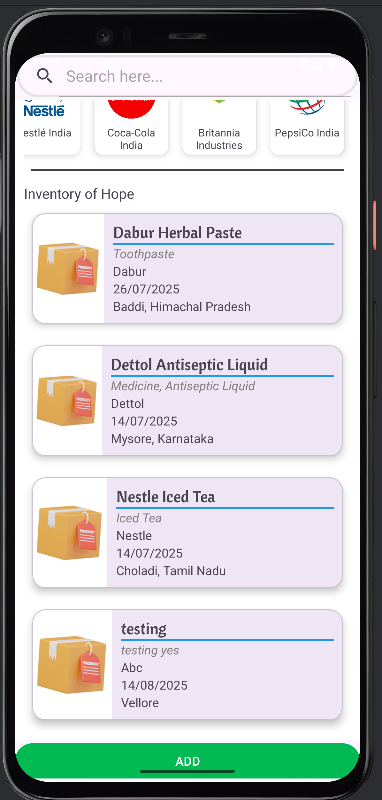 Search here...
Nestlé
estlé India
Coca-Cola
India
Britannia
Industries
PepsiCo India
Inventory of Hope
Dabur Herbal Paste
Toothpaste
Dabur
26/07/2025
Baddi, Himachal Pradesh
Dettol Antiseptic Liquid
Medicine, Antiseptic Liquid
Dettol
14/07/2025
Mysore, Karnataka
Nestle Iced Tea
Iced Tea
Nestle
14/07/2025
Choladi, Tamil Nadu
testing
testing yes
Abc
14/08/2025
Vellore
ADD